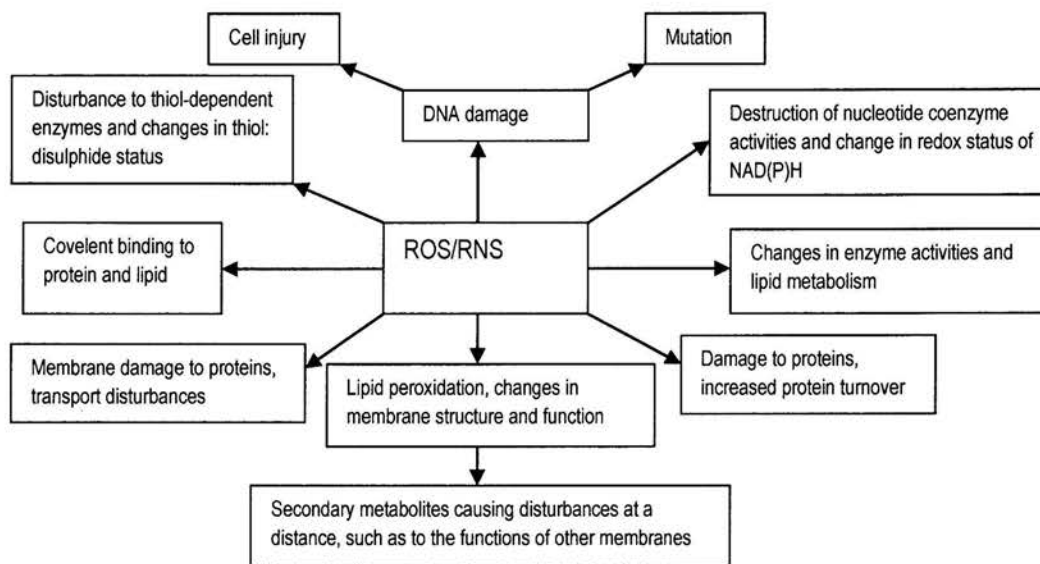 Cell injury
Mutation
Disturbance to thiol-dependent
enzymes and changes in thiol:
disulphide status
DNA damage
Destruction of nucleotide coenzyme
activities and change in redox status of
NAD(P)H
Covelent binding to
protein and lipid
ROS/RNS
Changes in enzyme activities and
lipid metabolism
Membrane damage to proteins,
transport disturbances
Lipid peroxidation, changes in
membrane structure and function
Damage to proteins,
increased protein turnover
Secondary metabolites causing disturbances at a
distance, such as to the functions of other membranes